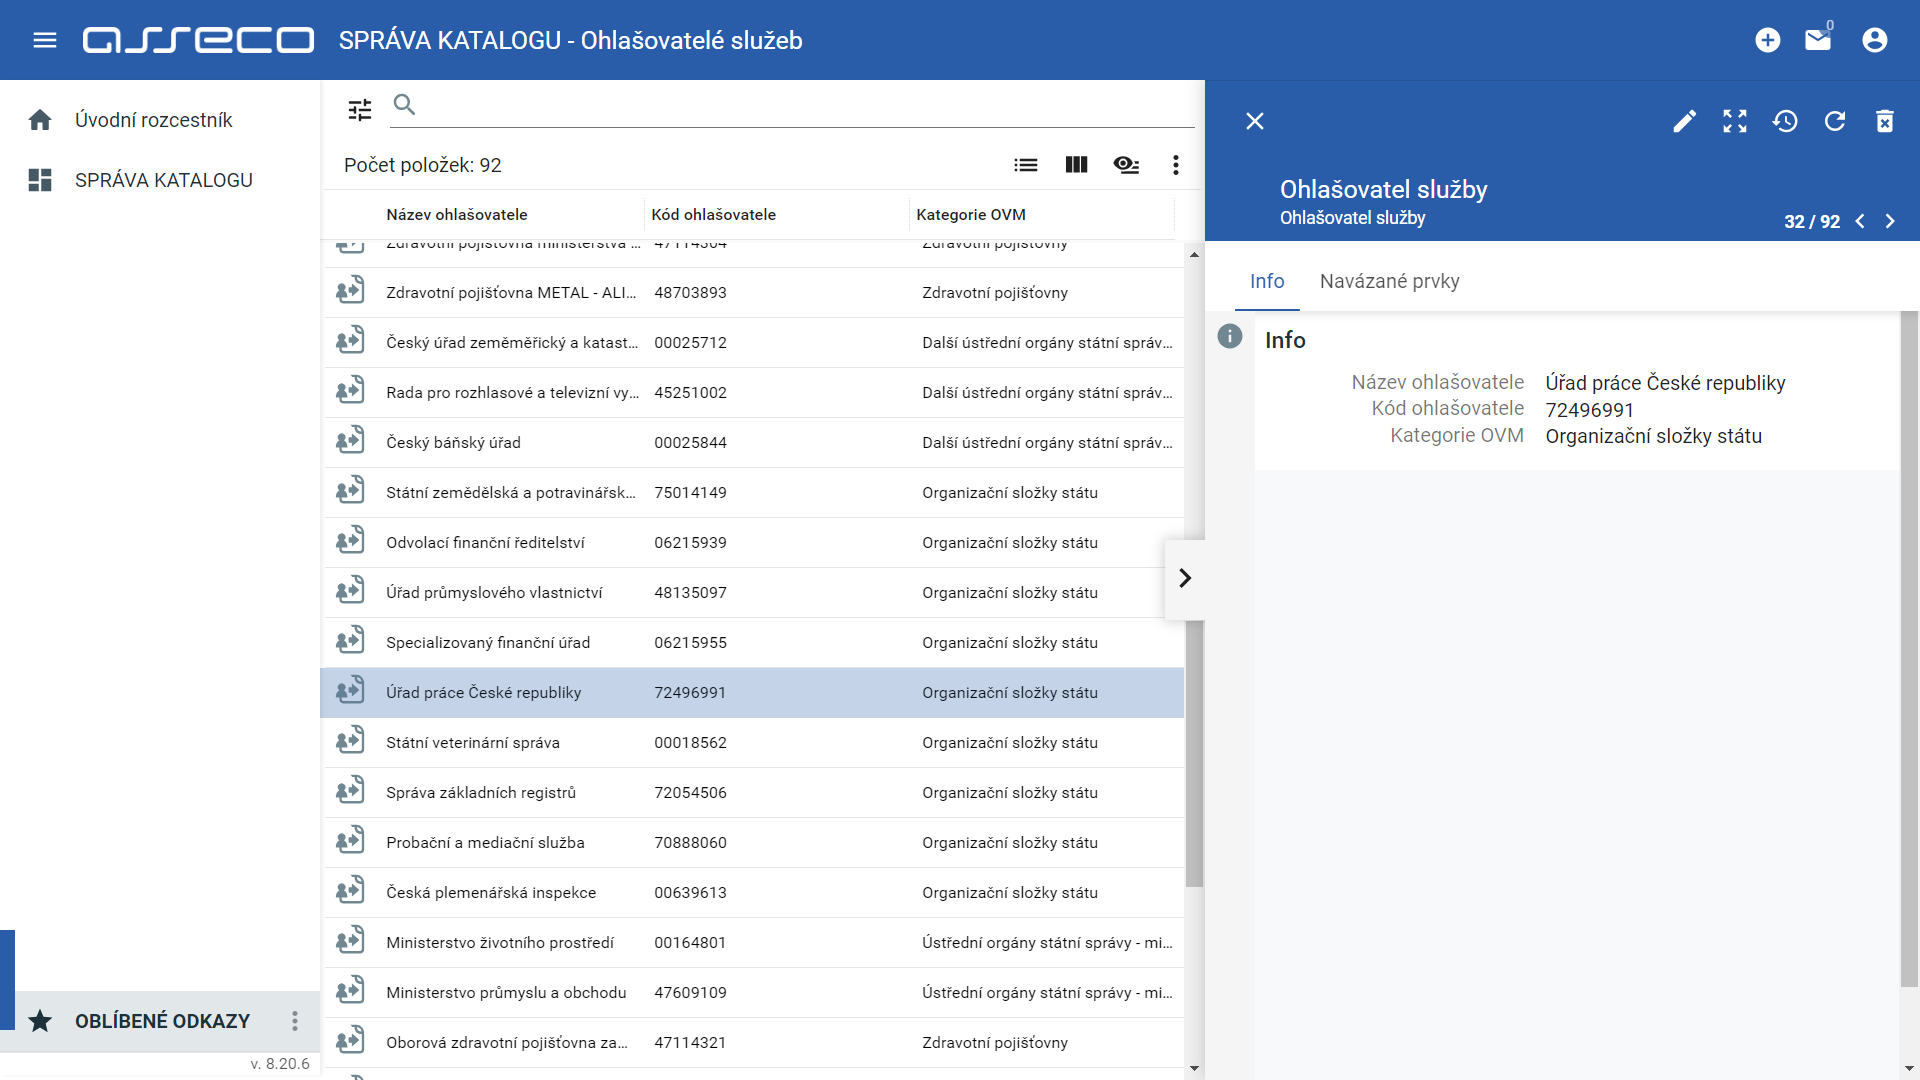 asseco
SPRÁVA KATALOGU - Ohlašovatelé služeb
0
Úvodní rozcestník
SPRÁVA KATALOGU
OBLÍBENÉ ODKAZY
v. 8.20.6
Počet položek: 92
Název ohlašovatele Kód ohlašovatele Kategorie OVM
Zdravotní pojišťovna ministerstva ... 47114304 Zdravotní pojišťovny
Zdravotní pojišťovna METAL - ALI... 48703893 Zdravotní pojišťovny
Český úřad zeměměřický a katast... 00025712 Další ústřední orgány státní správ...
Rada pro rozhlasové a televizní vy... 45251002 Další ústřední orgány státní správ...
Český báňský úřad 00025844 Další ústřední orgány státní správ...
Státní zemědělská a potravinářsk... 75014149 Organizační složky státu
Odvolací finanční ředitelství 06215939 Organizační složky státu
Úřad průmyslového vlastnictví 48135097 Organizační složky státu
Specializovaný finanční úřad 06215955 Organizační složky státu
Úřad práce České republiky 72496991 Organizační složky státu
Státní veterinární správa 00018562 Organizační složky státu
Správa základních registrů 72054506 Organizační složky státu
Probační a mediační služba 70888060 Organizační složky státu
Česká plemenářská inspekce 00639613 Organizační složky státu
Ministerstvo životního prostředí 00164801 Ústřední orgány státní správy - mi...
Ministerstvo průmyslu a obchodu 47609109 Ústřední orgány státní správy - mi...
Oborová zdravotní pojišťovna za... 47114321 Zdravotní pojišťovny
Ohlašovatel služby
Ohlašovatel služby
32 / 92
Info Navázané prvky
Info
Název ohlašovatele Úřad práce České republiky
Kód ohlašovatele 72496991
Kategorie OVM Organizační složky státu